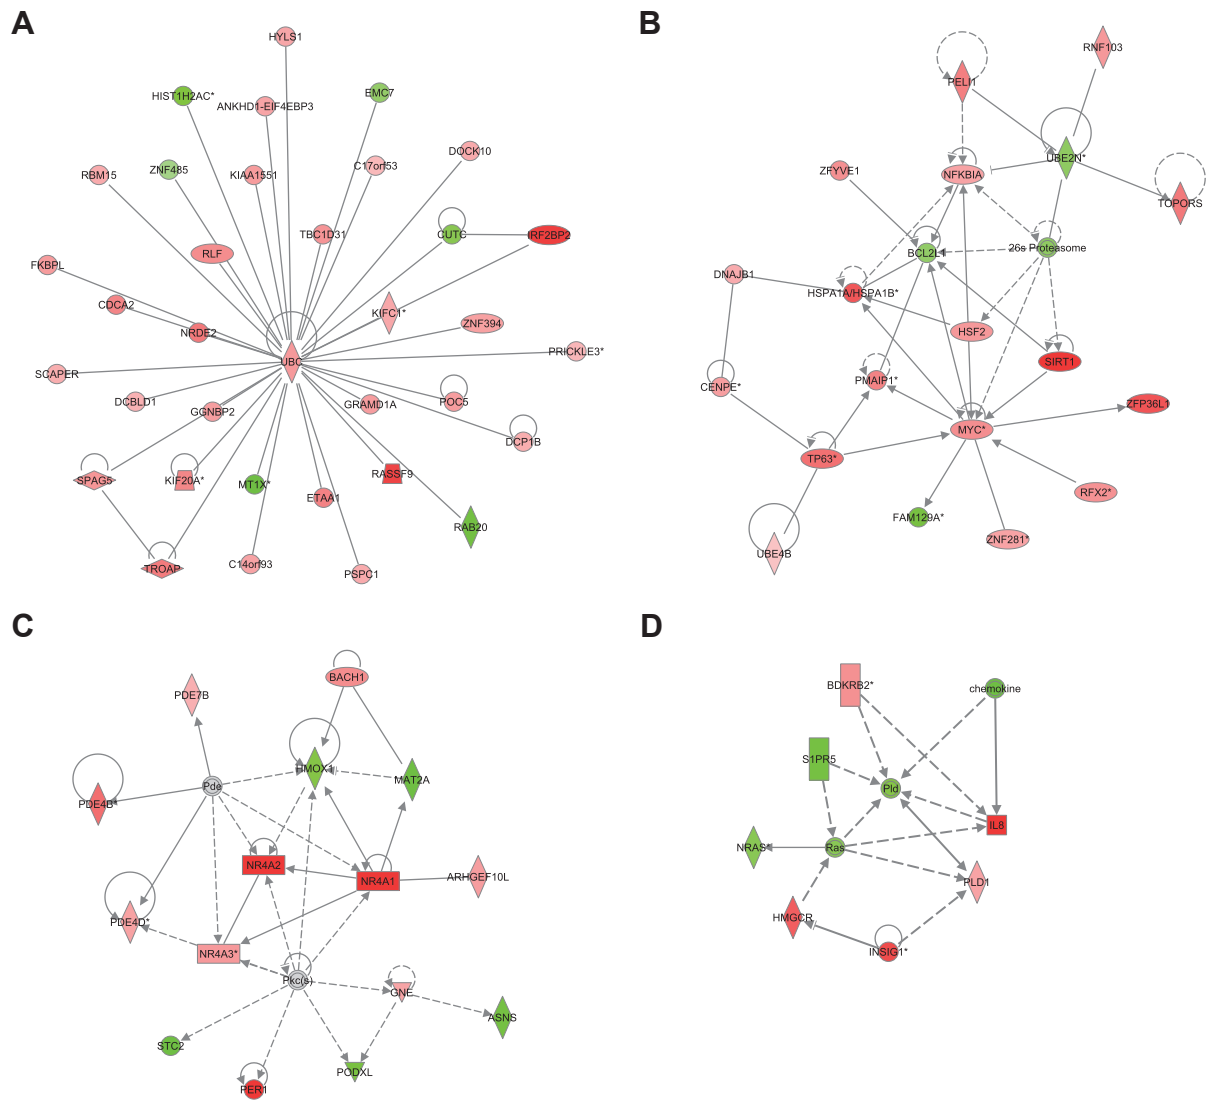 A
B
HYLS1
RNF103
PELI1
HIST1H2AC*
EMC7
ANKHD1-EIF4EBP3
DOCK10
UBE2N*
ZNF485
C17orf53
RBM15
KIAA1551
ZFYVE1
NFKBIA
TOPORS
TBC1D31
CUTC
IRF2BP2
RLF
26s Proteasome
BCL2L1
FKBPL
DNAJB1
HSPA1A/HSPA1B*
CDCA2
KIFC1*
ZNF394
NRDE2
HSF2
PRICKLE3*
UBC
SIRT1
SCAPER
PMAIP1*
CENPE*
DCBLD1
GGNBP2
GRAMD1A
POC5
ZFP36L1
MYC*
DCP1B
TP63*
SPAG5
KIF20A*
MT1X*
RASSF9
ETAA1
RFX2*
RAB20
FAM129A*
ZNF281*
UBE4B
TROAP
C14orf93
PSPC1
C
D
BACH1
PDE7B
BDKRB2*
chemokine
HMOX1
S1PR5
MAT2A
Pde
Pld
PDE4B*
IL8
NRAS*
Ras
NR4A2
NR4A1
ARHGEF10L
PLD1
PDE4D*
HMGCR
NR4A3*
INSIG1*
Pkc(s)
GNE
ASNS
STC2
PODXL
PER1